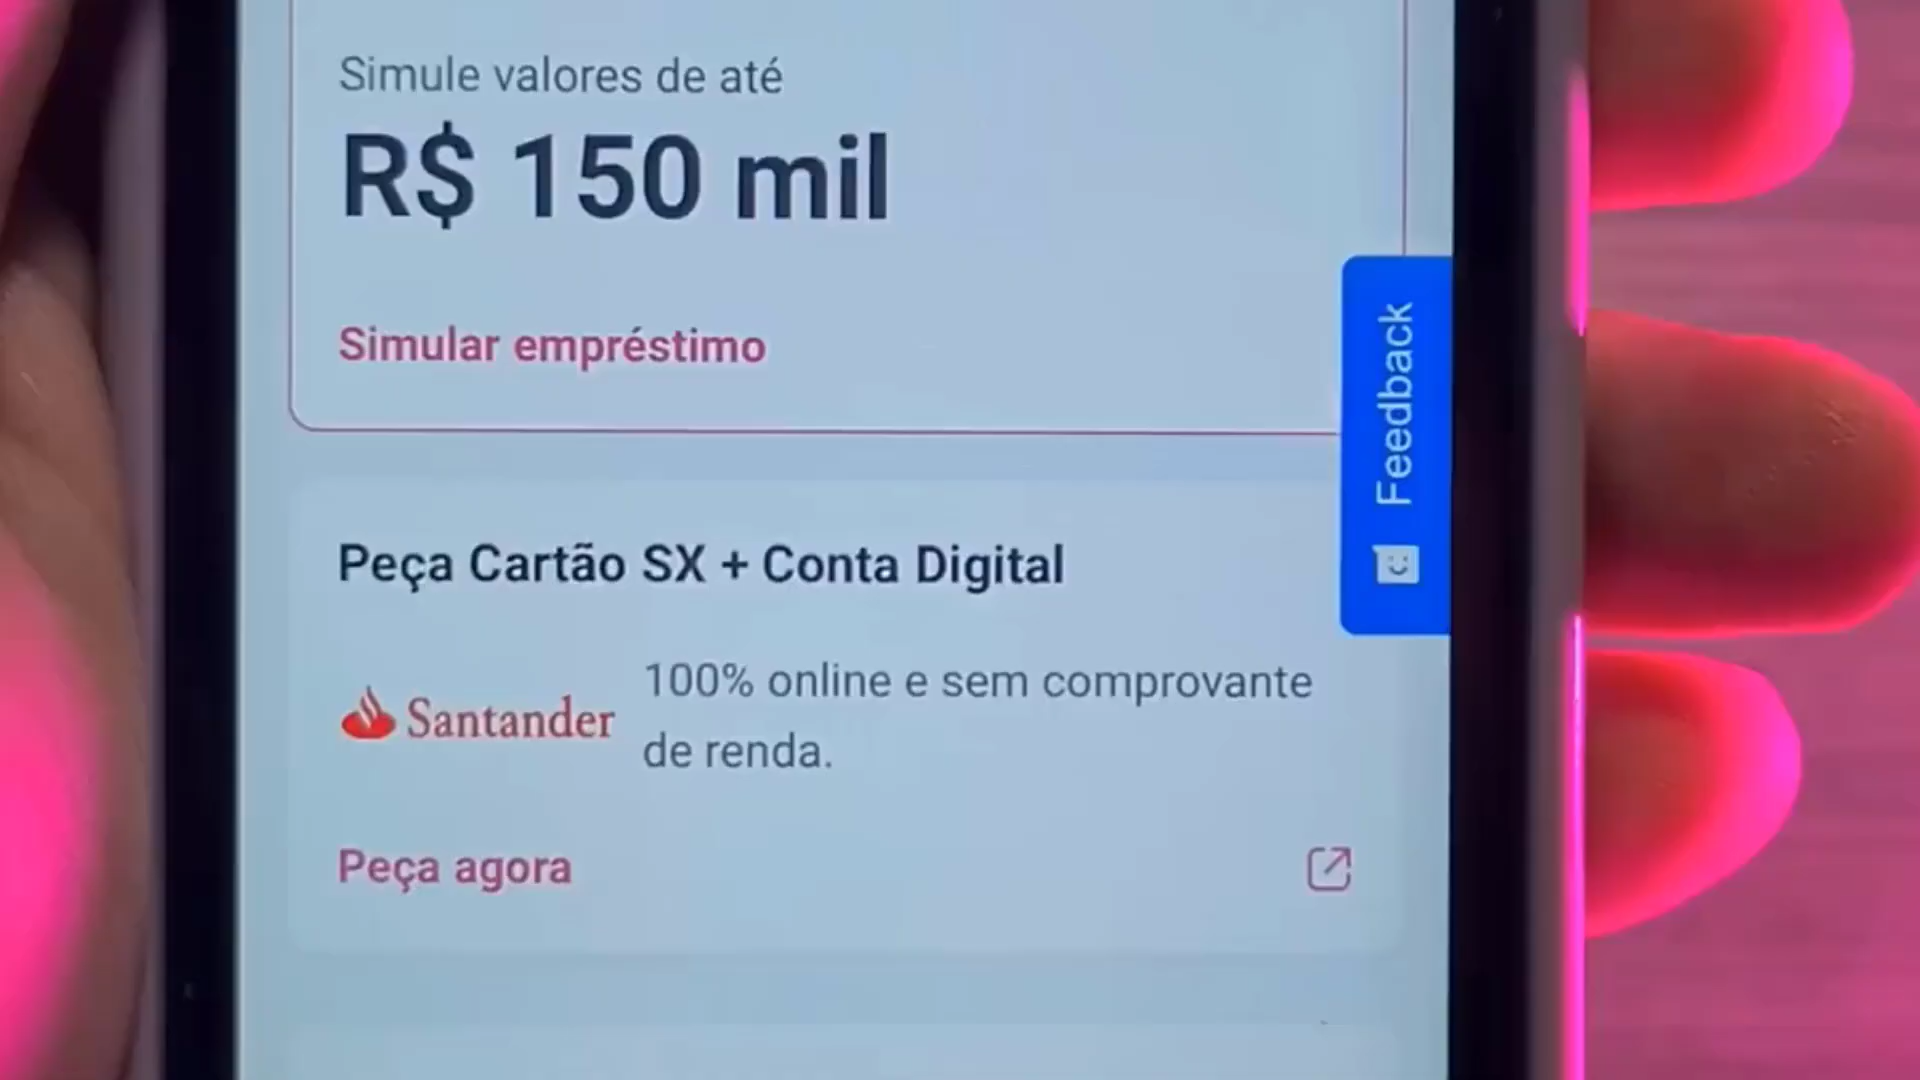 Simule valores de até
R$ 150 mil
Simular empréstimo
Feedback
Peça Cartão SX + Conta Digital
Santander
100% online e sem comprovante
de renda.
Peça agora